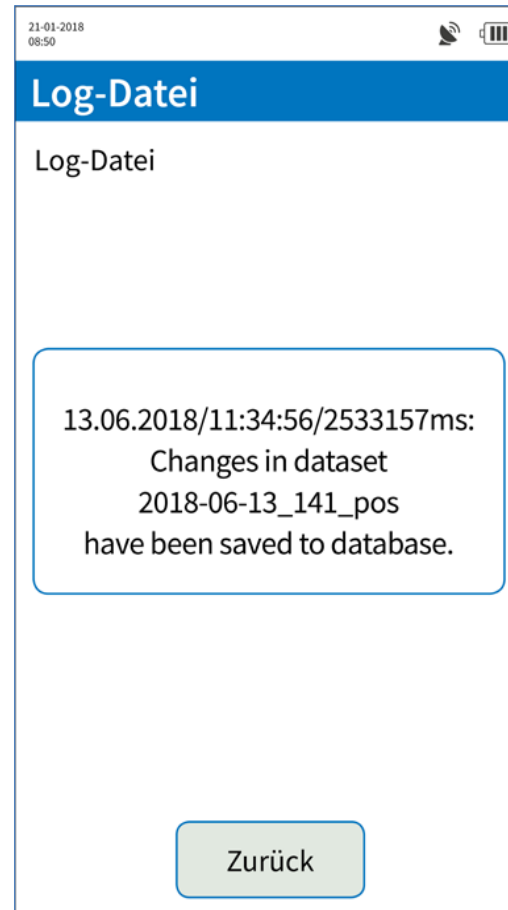 21-01-2018
08:50
Log-Datei
Log-Datei
13.06.2018/11:34:56/2533157ms:
Changes in dataset
2018-06-13_141_pos
have been saved to database.
Zurück